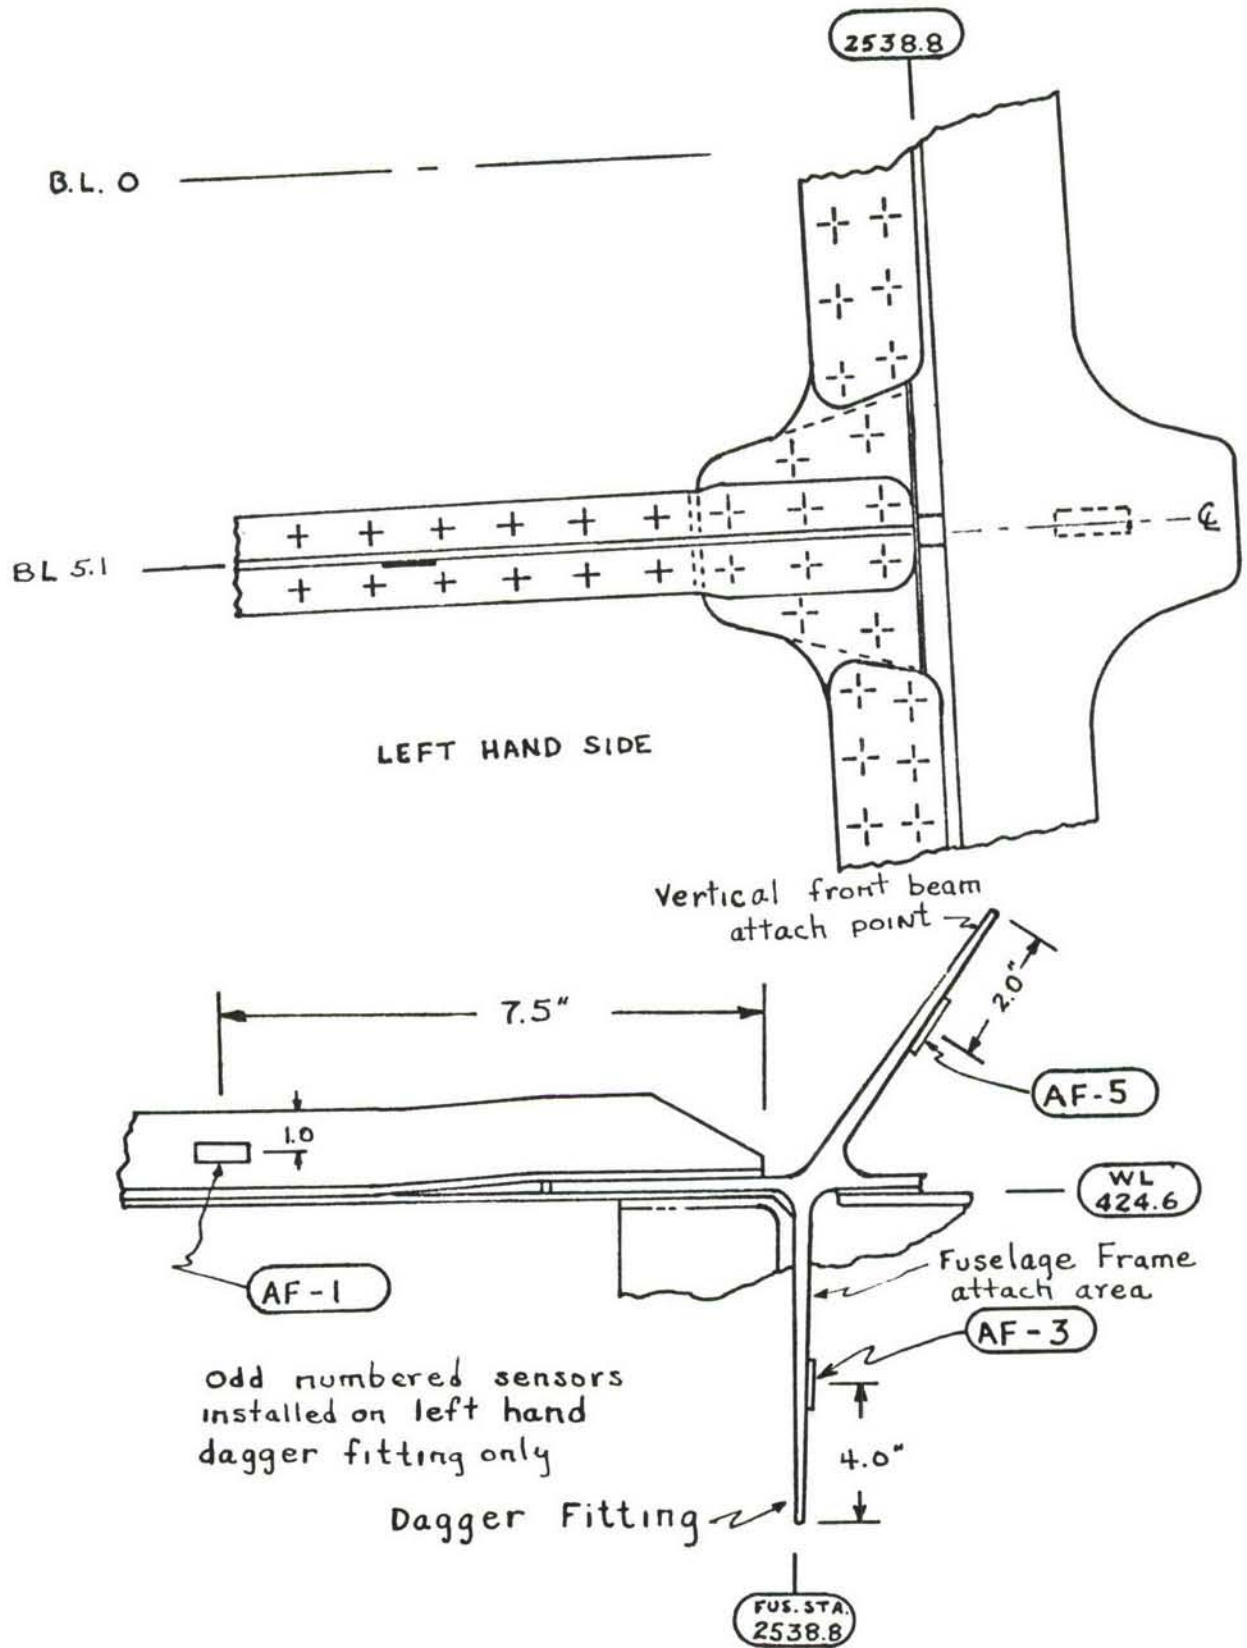 2538.8
B.L. O
BL 5.1
℄
LEFT HAND SIDE
Vertical front beam
attach point
7.5"
2.0"
AF-5
1.0
WL
424.6
AF-1
Fuselage Frame
attach area
AF-3
Odd numbered sensors
installed on left hand
dagger fitting only
4.0"
Dagger Fitting
FUS. STA.
2538.8